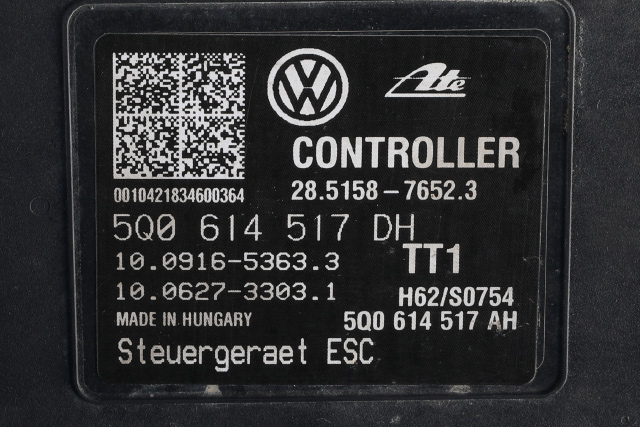 Ate
CONTROLLER
0010421834600364
28.5158-7652.3
5Q0 614 517 DH
10.0916-5363.3
TT1
10.0627-3303.1
H62/S0754
MADE IN HUNGARY
5Q0 614 517 AH
Steuergeraet ESC